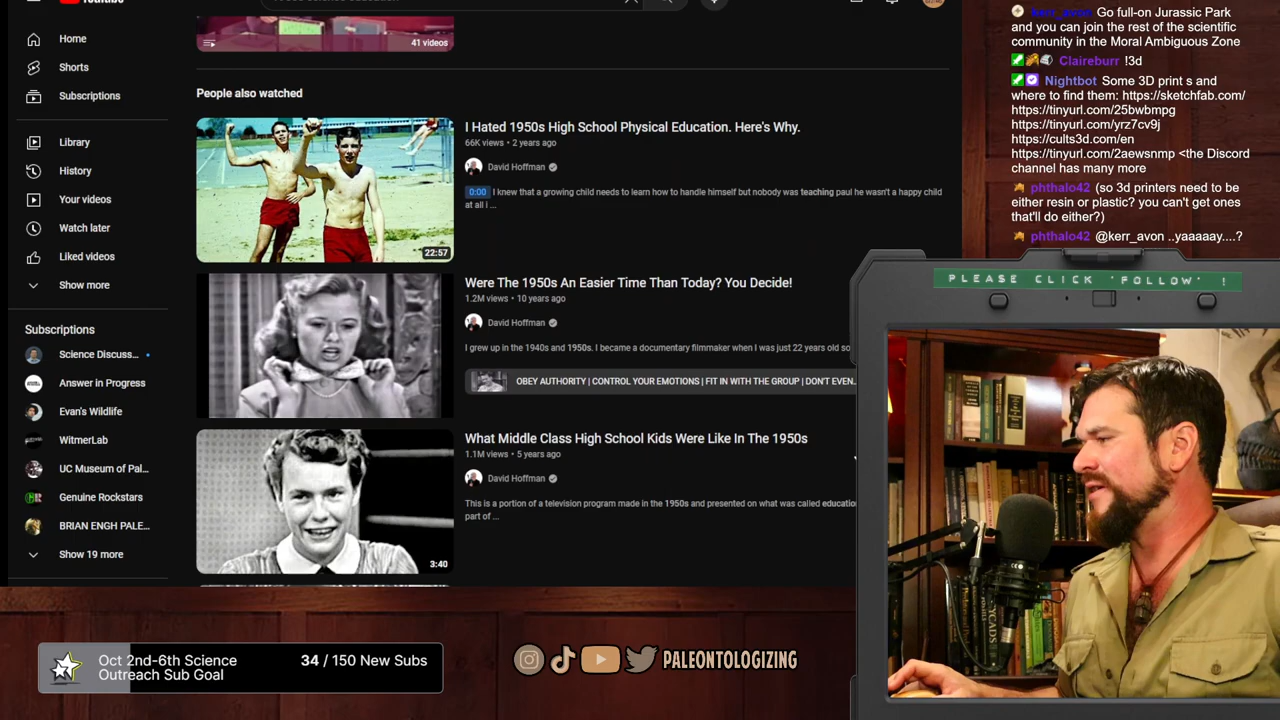 41 videos
Home
Shorts
Subscriptions
Library
History
Your videos
Watch later
Liked videos
Show more
Subscriptions
Science Discuss...
Answer in Progress
Evan's Wildlife
WitmerLab
UC Museum of Pal...
Genuine Rockstars
BRIAN ENGH PALE...
Show 19 more
People also watched
I Hated 1950s High School Physical Education. Here's Why.
66K views • 2 years ago
David Hoffman
0:00 I knew that a growing child needs to learn how to handle himself but nobody was teaching paul he wasn't a happy child
at all i ...
22:57
Were The 1950s An Easier Time Than Today? You Decide!
1.2M views • 10 years ago
David Hoffman
I grew up in the 1940s and 1950s. I became a documentary filmmaker when I was just 22 years old so
OBEY AUTHORITY | CONTROL YOUR EMOTIONS | FIT IN WITH THE GROUP | DON'T EVEN...
What Middle Class High School Kids Were Like In The 1950s
1.1M views • 5 years ago
David Hoffman
This is a portion of a television program made in the 1950s and presented on what was called educatio
part of ...
3:40
kerr_avon Go full-on Jurassic Park
and you can join the rest of the scientific
community in the Moral Ambiguous Zone
Claireburr !3d
Nightbot Some 3D print s and
where to find them: https://sketchfab.com/
https://tinyurl.com/25bwbmpg
https://tinyurl.com/yrz7cv9j
https://cults3d.com/en
https://tinyurl.com/2aewsnmp <the Discord
channel has many more
phthalo42 (so 3d printers need to be
either resin or plastic? you can't get ones
that'll do either?)
phthalo42 @kerr_avon ..yaaaaay....?
PLEASE CLICK 'FOLLOW' !
CYCADS
Oct 2nd-6th Science
Outreach Sub Goal
34 / 150 New Subs
PALEONTOLOGIZING